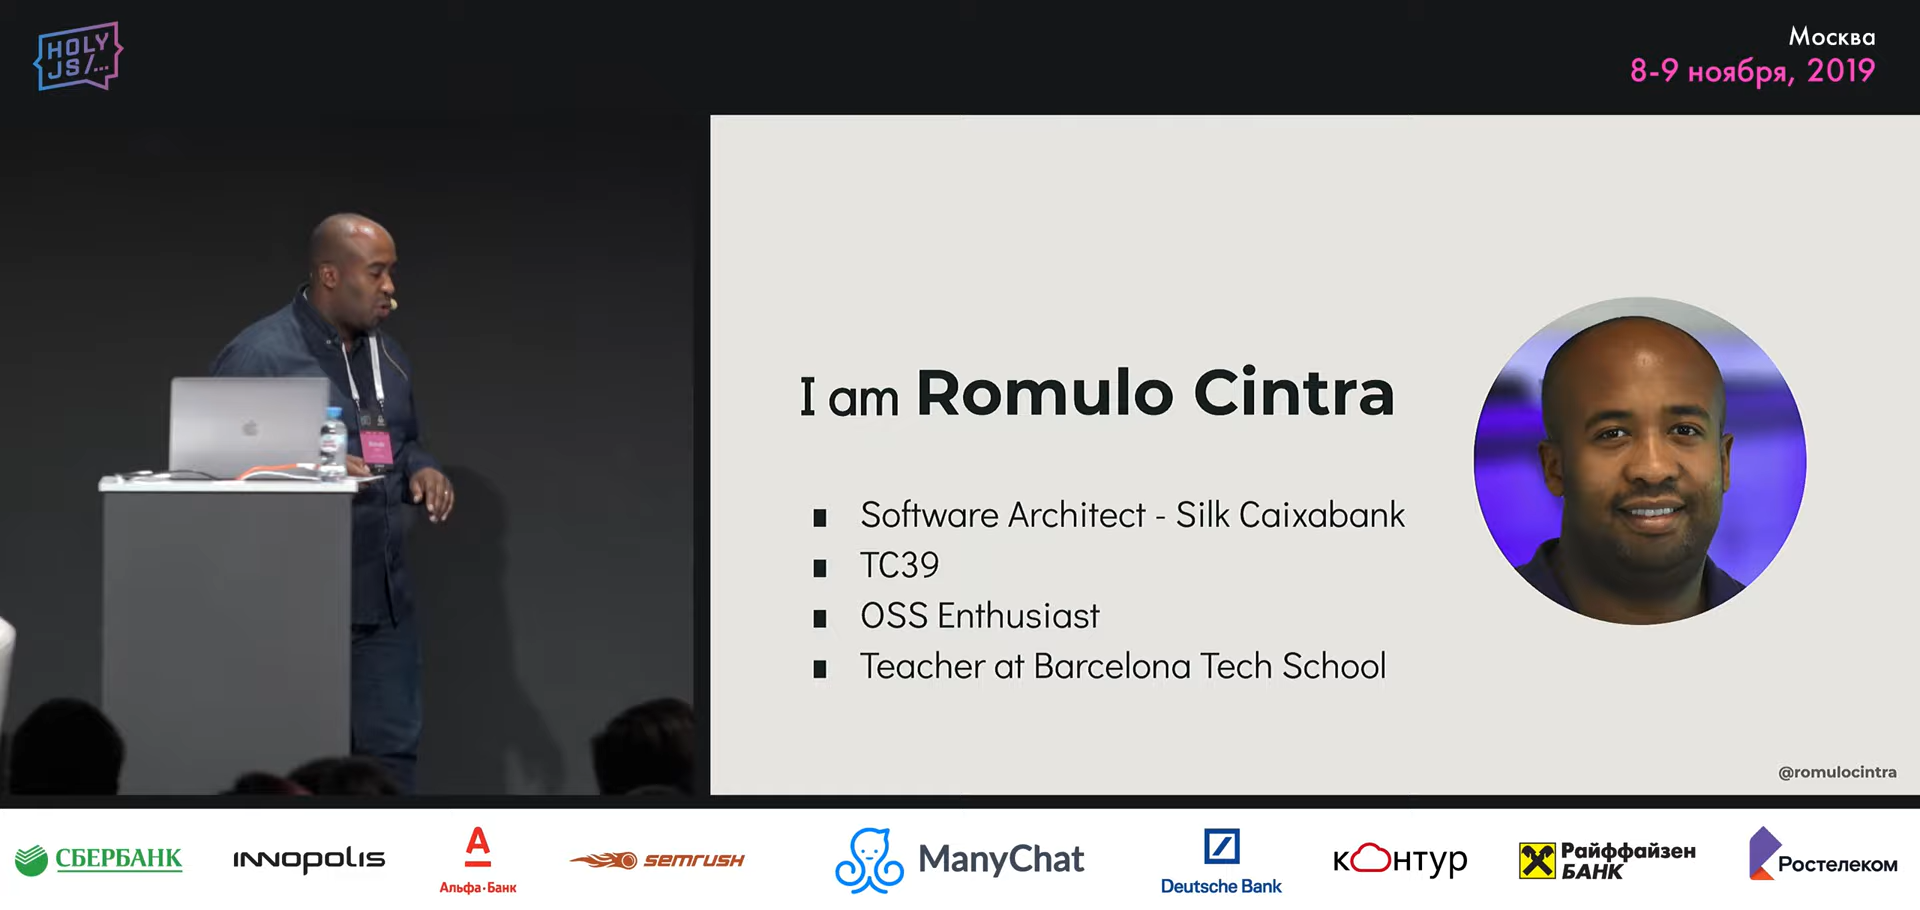 HOLY
JS/...
Москва
8-9 ноября, 2019
I am Romulo Cintra
■ Software Architect - Silk Caixabank
■ TC39
■ OSS Enthusiast
■ Teacher at Barcelona Tech School
@romulocintra
СБЕРБАНК
INNOPOLIS
Альфа·Банк
semrush
ManyChat
Deutsche Bank
контур
Райффайзен
БАНК
Ростелеком